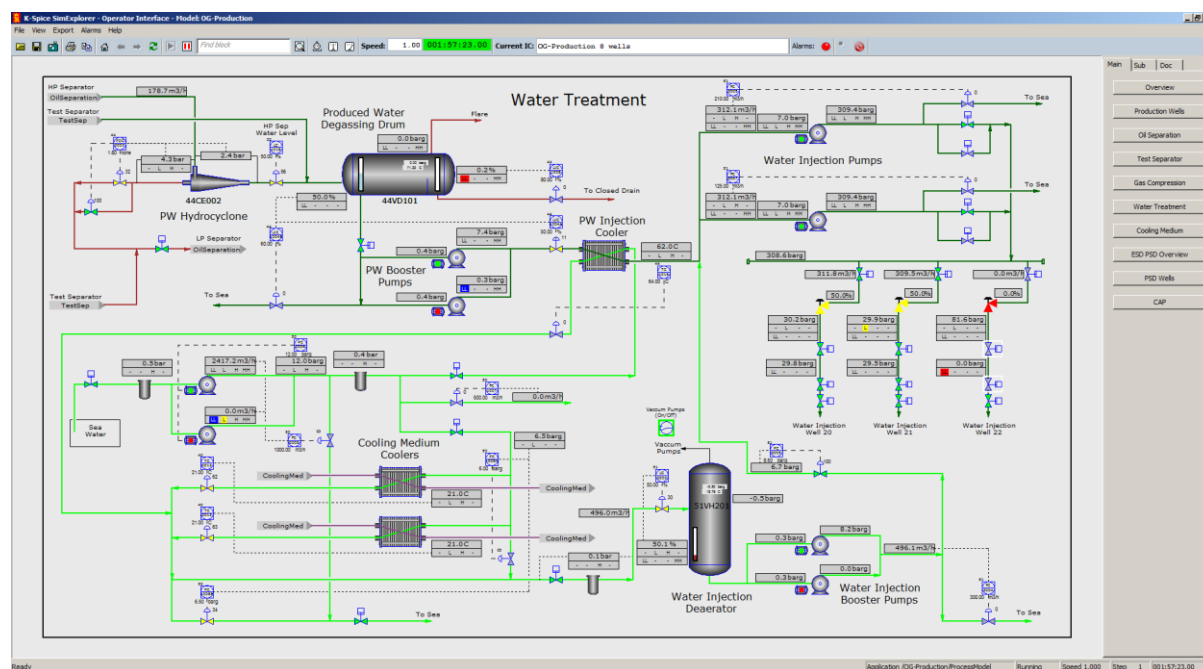 K-Spice SimExplorer - Operator Interface - Model: OG-Production
File View Export Alarms Help
Find block
Speed: 1.00 001:57:23.00 Current IC: OG-Production 8 wells Alarms:
Main Sub Doc
Overview
Production Wells
Oil Separation
Test Separator
Gas Compression
Water Treatment
Cooling Medium
ESD PSD Overview
PSD Wells
CAP
Water Treatment
HP Separator
OilSeparation
178.7m3/h
Test Separator
TestSep
Produced Water
Degassing Drum
Flare
0.0barg
HP Sep
Water Level
4.3bar
2.4bar
0.2%
44CE002
PW Hydrocyclone
44VD101
50.0%
To Closed Drain
LP Separator
OilSeparation
Test Separator
TestSep
To Sea
7.4barg
0.4barg
PW Booster
Pumps
0.3barg
0.4barg
PW Injection
Cooler
62.0C
312.1m3/h
7.0barg
309.4barg
To Sea
Water Injection Pumps
312.1m3/h
7.0barg
309.4barg
To Sea
308.6barg
311.8m3/h
309.5m3/h
0.0m3/h
50.0%
50.0%
0.0%
30.2barg
29.9barg
81.6barg
29.8barg
29.5barg
0.0barg
Water Injection
Well 20
Water Injection
Well 21
Water Injection
Well 22
0.5bar
2417.2m3/h
12.0barg
0.4bar
0.0m3/h
0.0m3/h
Sea
Water
Cooling Medium
Coolers
6.5barg
CoolingMed
CoolingMed
21.0C
CoolingMed
CoolingMed
21.0C
To Sea
Vaccum Pumps
(On/Off)
Vaccum
Pumps
496.0m3/h
0.1bar
50.1%
51VH201
-0.5barg
Water Injection
Deaerator
6.7barg
8.2barg
0.3barg
0.0barg
0.3barg
Water Injection
Booster Pumps
496.1m3/h
To Sea
Ready
Application /OG-Production/ProcessModel Running Speed 1.000 Step 1 001:57:23.00